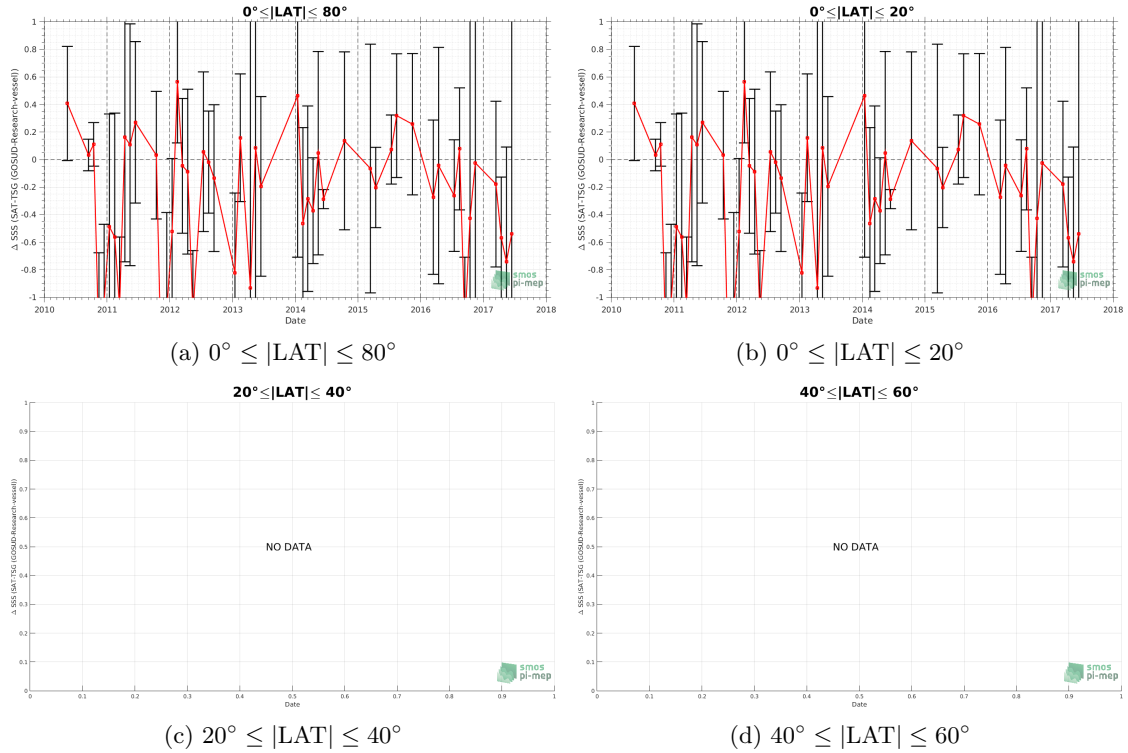 0°≤|LAT|≤ 80°
Δ SSS (SAT-TSG (GOSUD-Research-vessel))
1
0.8
0.6
0.4
0.2
0
-0.2
-0.4
-0.6
-0.8
-1
2010 2011 2012 2013 2014 2015 2016 2017 2018
Date
smos
pi-mep
(a) 0° ≤ |LAT| ≤ 80°
0°≤|LAT|≤ 20°
Δ SSS (SAT-TSG (GOSUD-Research-vessel))
1
0.8
0.6
0.4
0.2
0
-0.2
-0.4
-0.6
-0.8
-1
2010 2011 2012 2013 2014 2015 2016 2017 2018
Date
smos
pi-mep
(b) 0° ≤ |LAT| ≤ 20°
20°≤|LAT|≤ 40°
Δ SSS (SAT-TSG (GOSUD-Research-vessel))
1
0.9
0.8
0.7
0.6
0.5
0.4
0.3
0.2
0.1
0
NO DATA
0 0.1 0.2 0.3 0.4 0.5 0.6 0.7 0.8 0.9 1
Date
smos
pi-mep
(c) 20° ≤ |LAT| ≤ 40°
40°≤|LAT|≤ 60°
Δ SSS (SAT-TSG (GOSUD-Research-vessel))
1
0.9
0.8
0.7
0.6
0.5
0.4
0.3
0.2
0.1
0
NO DATA
0 0.1 0.2 0.3 0.4 0.5 0.6 0.7 0.8 0.9 1
Date
smos
pi-mep
(d) 40° ≤ |LAT| ≤ 60°